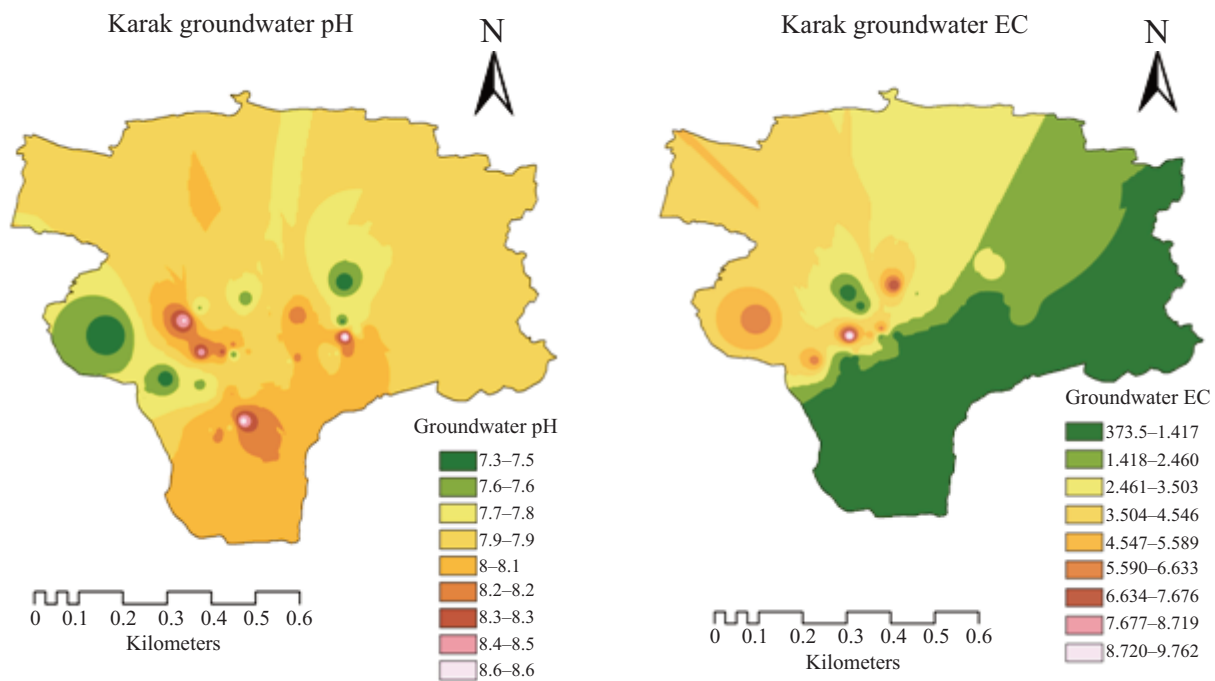 Karak groundwater pH
N
Groundwater pH
7.3–7.5
7.6–7.6
7.7–7.8
7.9–7.9
8–8.1
8.2–8.2
8.3–8.3
8.4–8.5
8.6–8.6
0 0.1 0.2 0.3 0.4 0.5 0.6
Kilometers
Karak groundwater EC
N
Groundwater EC
373.5–1.417
1.418–2.460
2.461–3.503
3.504–4.546
4.547–5.589
5.590–6.633
6.634–7.676
7.677–8.719
8.720–9.762
0 0.1 0.2 0.3 0.4 0.5 0.6
Kilometers